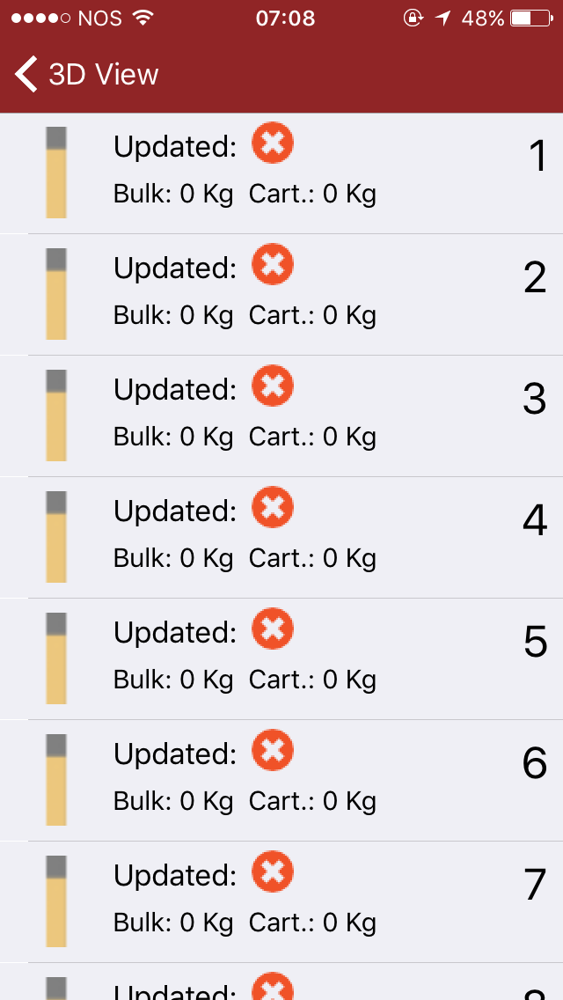 NOS 07:08 48%
3D View
Updated: 1
Bulk: 0 Kg Cart.: 0 Kg
Updated: 2
Bulk: 0 Kg Cart.: 0 Kg
Updated: 3
Bulk: 0 Kg Cart.: 0 Kg
Updated: 4
Bulk: 0 Kg Cart.: 0 Kg
Updated: 5
Bulk: 0 Kg Cart.: 0 Kg
Updated: 6
Bulk: 0 Kg Cart.: 0 Kg
Updated: 7
Bulk: 0 Kg Cart.: 0 Kg
Updated: 8